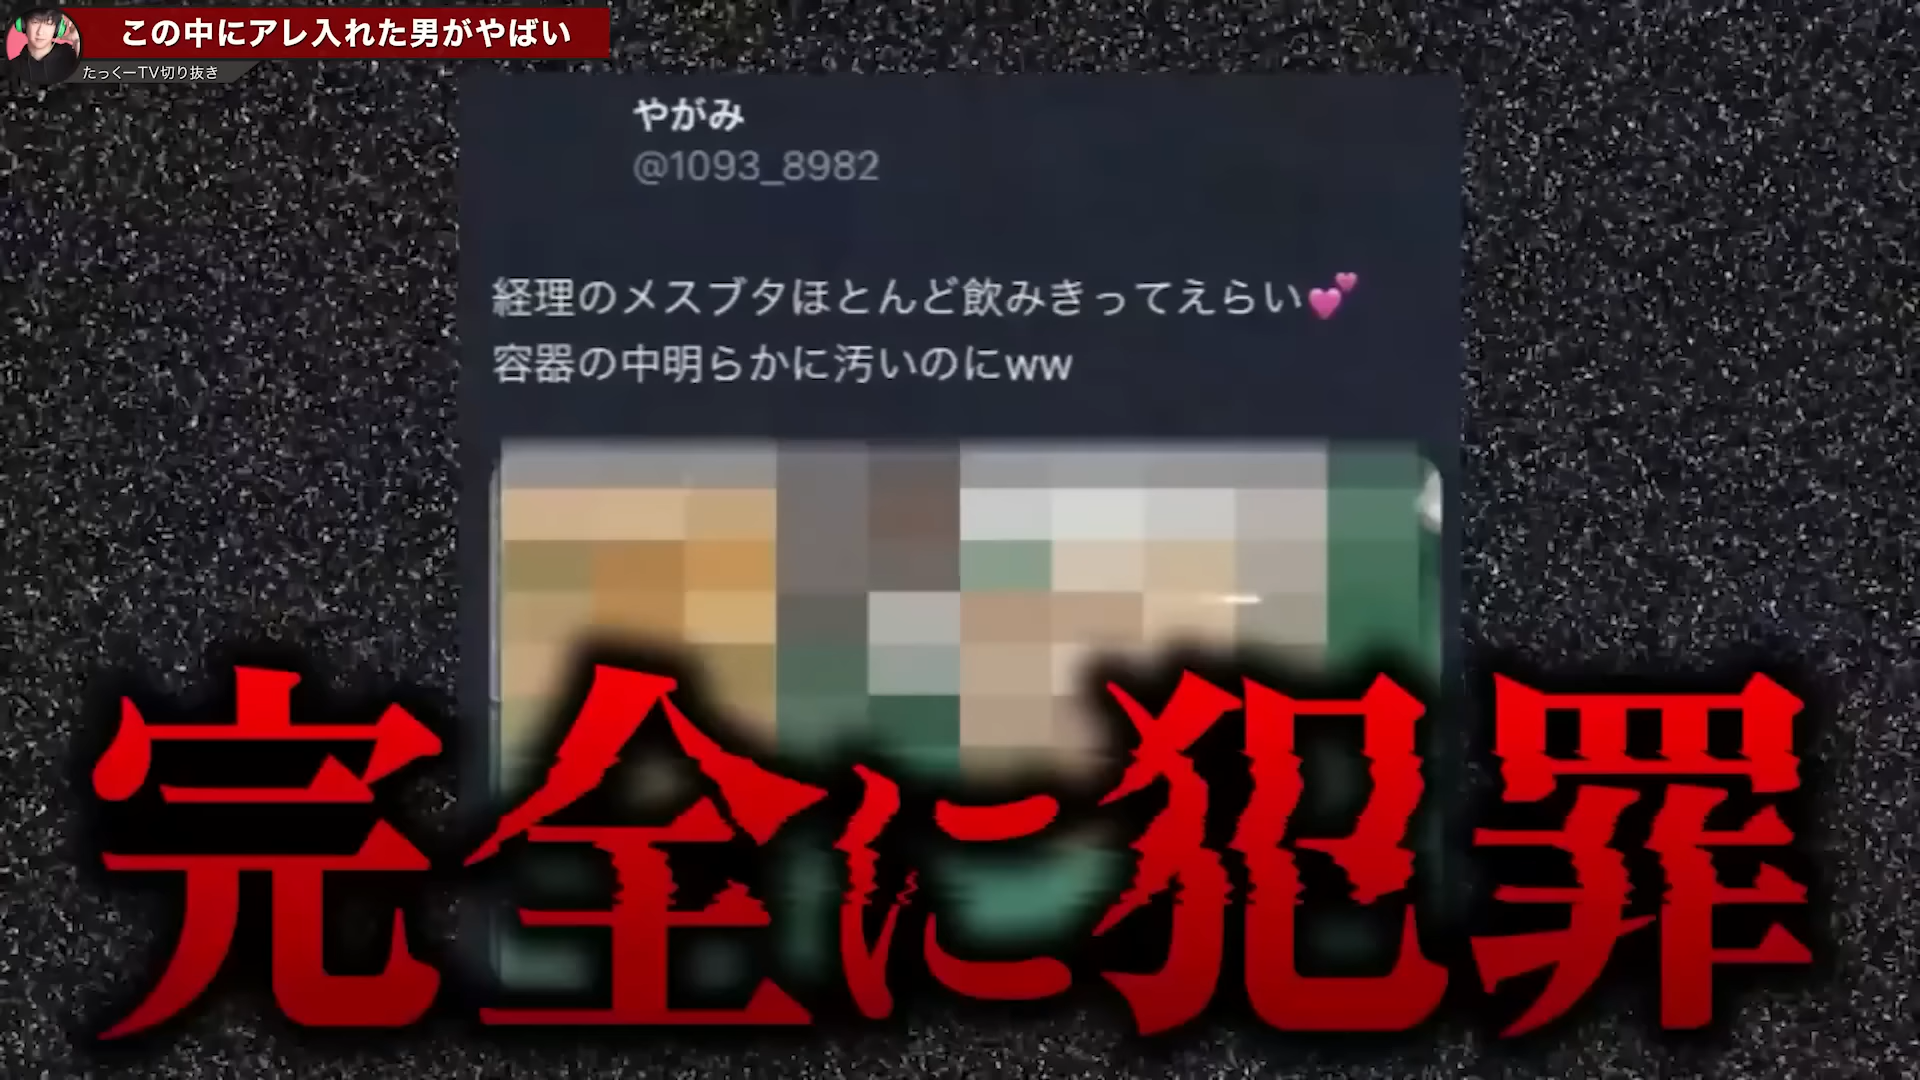 この中にアレ入れた男がやばい
たっくーTV切り抜き
やがみ
@1093_8982
経理のメスブタほとんど飲みきってえらい💕
容器の中明らかに汚いのにww
完全に犯罪